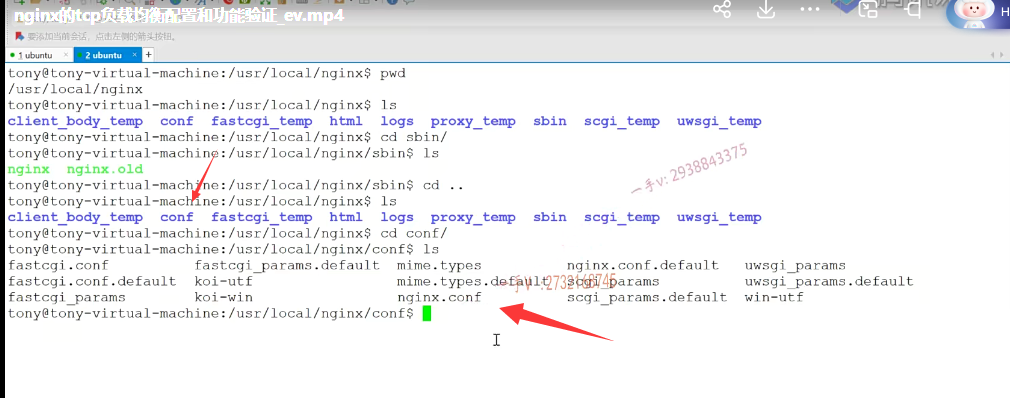 nginx的tcp负载均衡配置和功能验证_ev.mp4
H
要添加当前会话，点击左侧的箭头按钮。
1 ubuntu × 2 ubuntu × +
tony@tony-virtual-machine:/usr/local/nginx$ pwd
/usr/local/nginx
tony@tony-virtual-machine:/usr/local/nginx$ ls
client_body_temp conf fastcgi_temp html logs proxy_temp sbin scgi_temp uwsgi_temp
tony@tony-virtual-machine:/usr/local/nginx$ cd sbin/
tony@tony-virtual-machine:/usr/local/nginx/sbin$ ls
nginx nginx.old
tony@tony-virtual-machine:/usr/local/nginx/sbin$ cd ..
tony@tony-virtual-machine:/usr/local/nginx$ ls
client_body_temp conf fastcgi_temp html logs proxy_temp sbin scgi_temp uwsgi_temp
tony@tony-virtual-machine:/usr/local/nginx$ cd conf/
tony@tony-virtual-machine:/usr/local/nginx/conf$ ls
fastcgi.conf fastcgi_params.default mime.types nginx.conf.default uwsgi_params
fastcgi.conf.default koi-utf mime.types.default scgi_params uwsgi_params.default
fastcgi_params koi-win nginx.conf scgi_params.default win-utf
tony@tony-virtual-machine:/usr/local/nginx/conf$
一手v: 2938843375